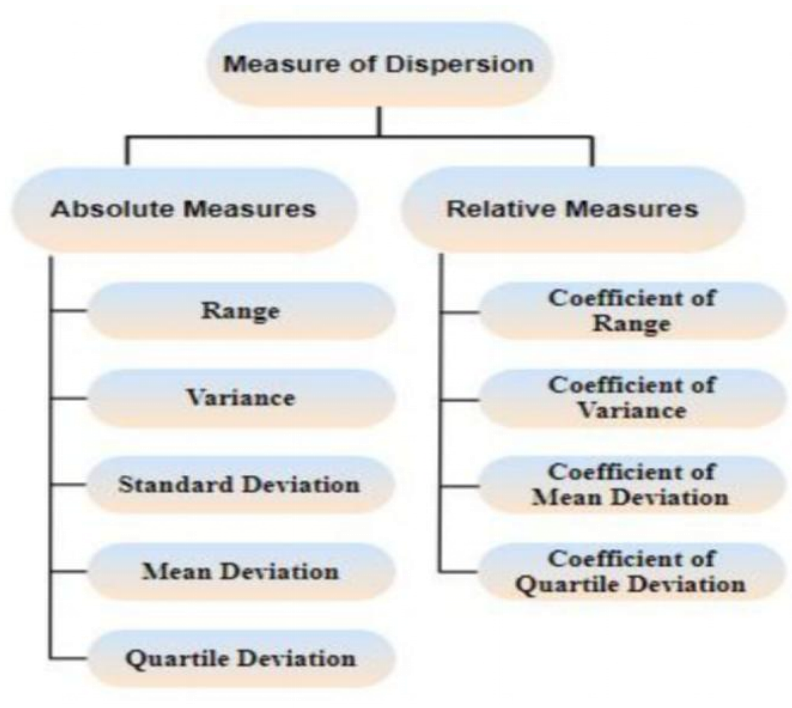 Measure of Dispersion
Absolute Measures
Range
Variance
Standard Deviation
Mean Deviation
Quartile Deviation
Relative Measures
Coefficient of
Range
Coefficient of
Variance
Coefficient of
Mean Deviation
Coefficient of
Quartile Deviation